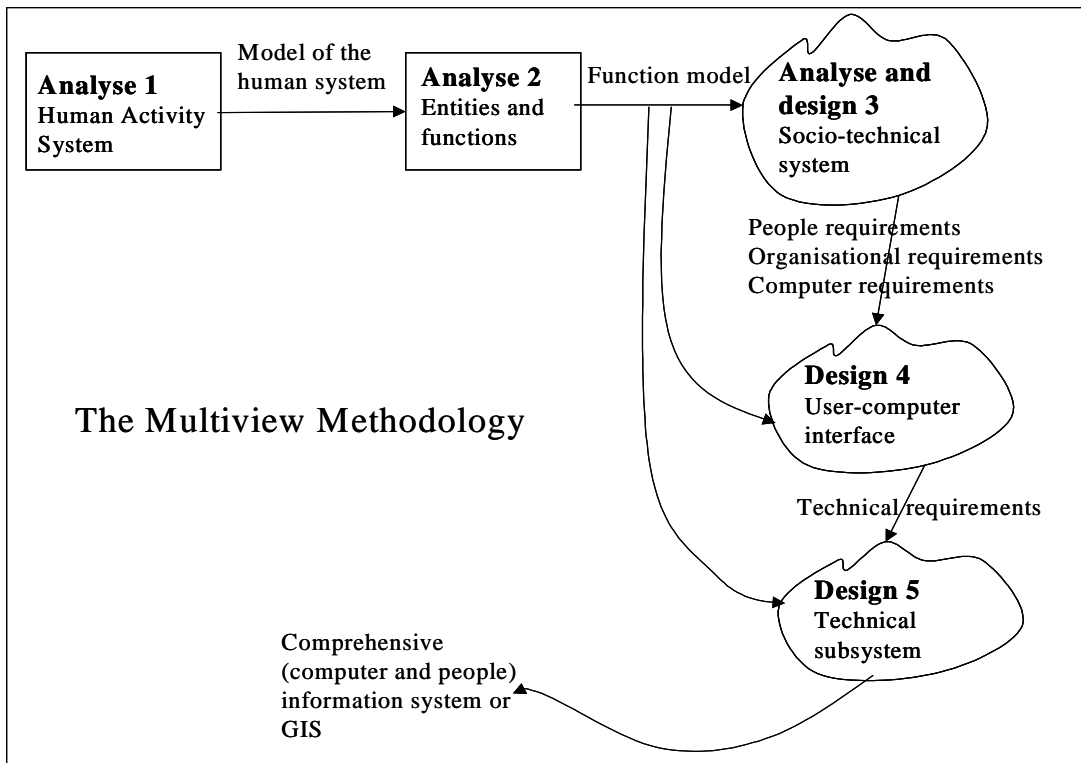 Analyse 1
Human Activity
System
Model of the
human system
Analyse 2
Entities and
functions
Function model
Analyse and
design 3
Socio-technical
system
People requirements
Organisational requirements
Computer requirements
Design 4
User-computer
interface
The Multiview Methodology
Technical requirements
Design 5
Technical
subsystem
Comprehensive
(computer and people)
information system or
GIS